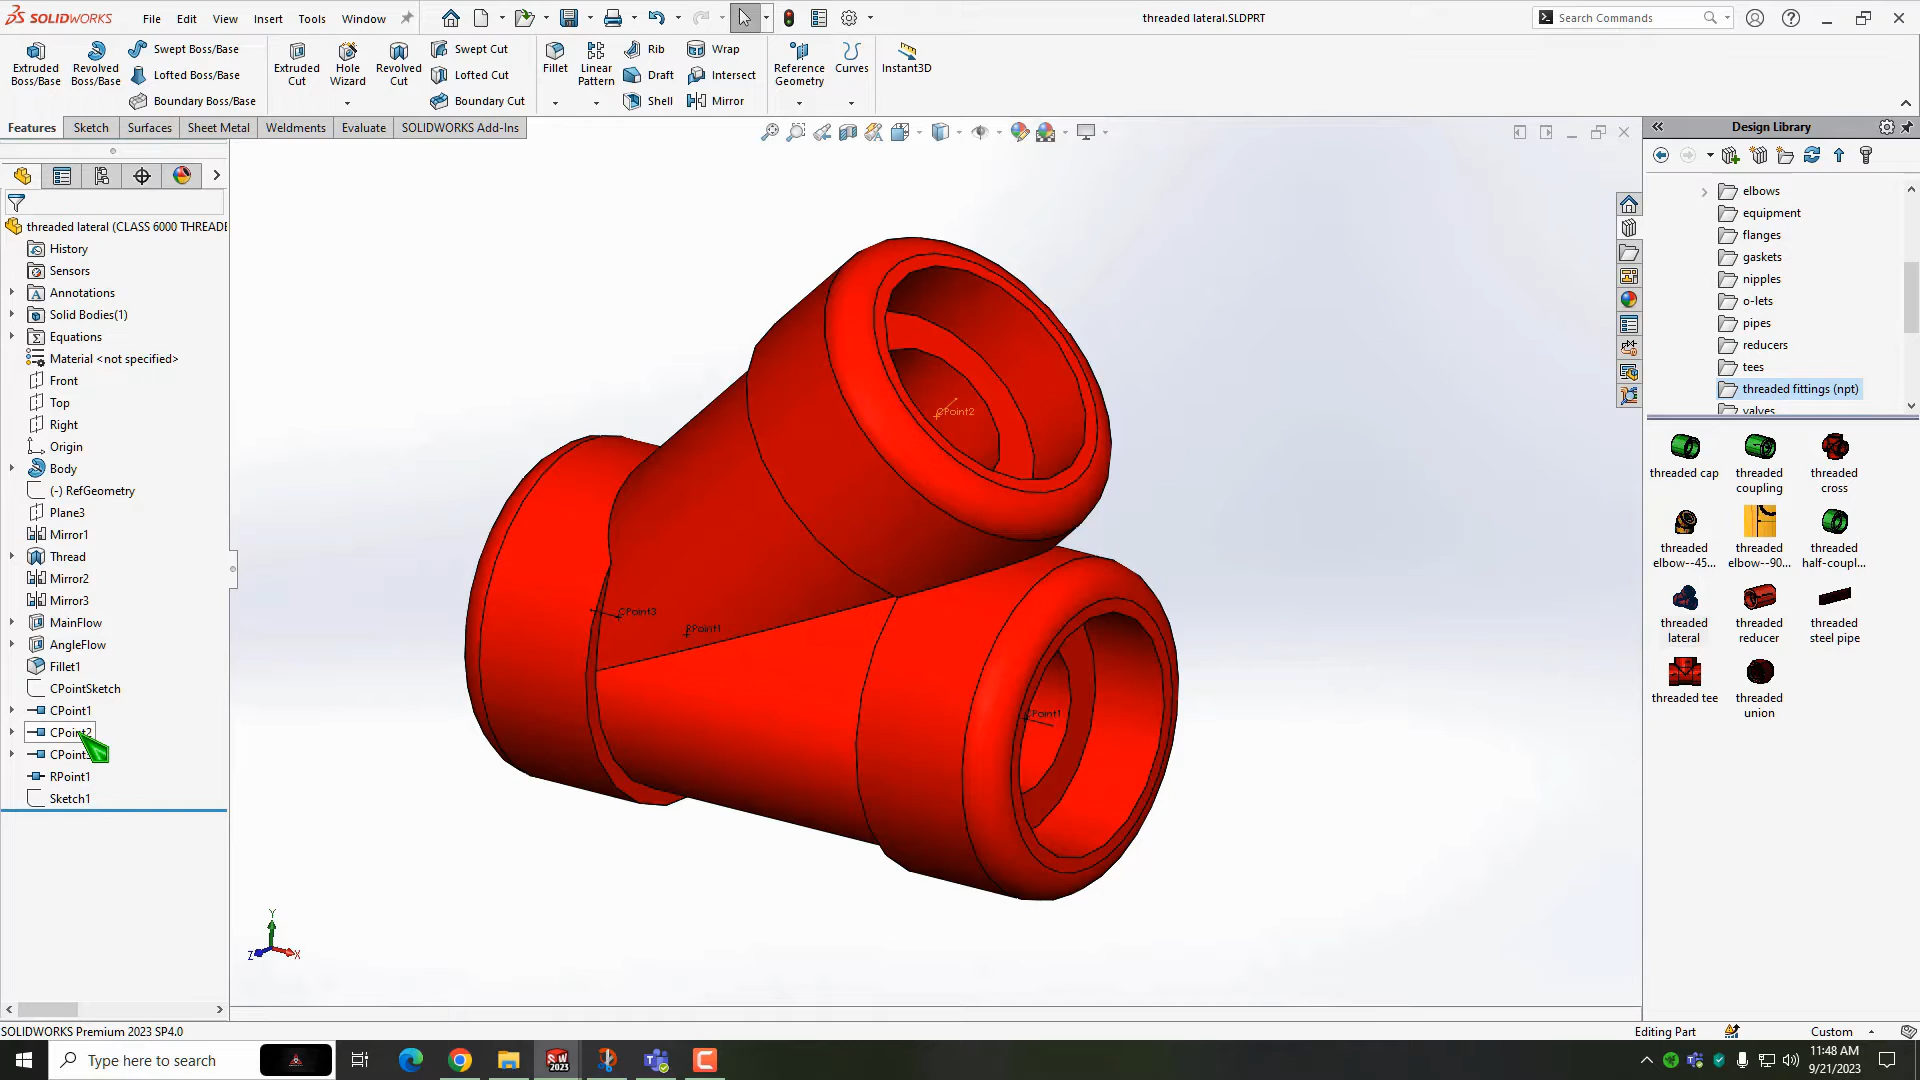 SOLIDWORKS
File
Edit
View
Insert
Tools
Window
threaded lateral.SLDPRT
Search Commands
Extruded
Boss/Base
Revolved
Boss/Base
Swept Boss/Base
Lofted Boss/Base
Boundary Boss/Base
Extruded
Cut
Hole
Wizard
Revolved
Cut
Swept Cut
Lofted Cut
Boundary Cut
Fillet
Linear
Pattern
Rib
Draft
Shell
Wrap
Intersect
Mirror
Reference
Geometry
Curves
Instant3D
Features
Sketch
Surfaces
Sheet Metal
Weldments
Evaluate
SOLIDWORKS Add-Ins
threaded lateral (CLASS 6000 THREADE
History
Sensors
Annotations
Solid Bodies(1)
Equations
Material <not specified>
Front
Top
Right
Origin
Body
(-) RefGeometry
Plane3
Mirror1
Thread
Mirror2
Mirror3
MainFlow
AngleFlow
Fillet1
CPointSketch
CPoint1
CPoint2
CPoint
RPoint1
Sketch1
CPoint2
CPoint3
RPoint1
CPoint1
Y
Z
X
Design Library
elbows
equipment
flanges
gaskets
nipples
o-lets
pipes
reducers
tees
threaded fittings (npt)
valves
threaded cap
threaded
coupling
threaded
cross
threaded
elbow--45...
threaded
elbow--90...
threaded
half-coupl...
threaded
lateral
threaded
reducer
threaded
steel pipe
threaded tee
threaded
union
SOLIDWORKS Premium 2023 SP4.0
Editing Part
Custom
Type here to search
SW
2023
11:48 AM
9/21/2023